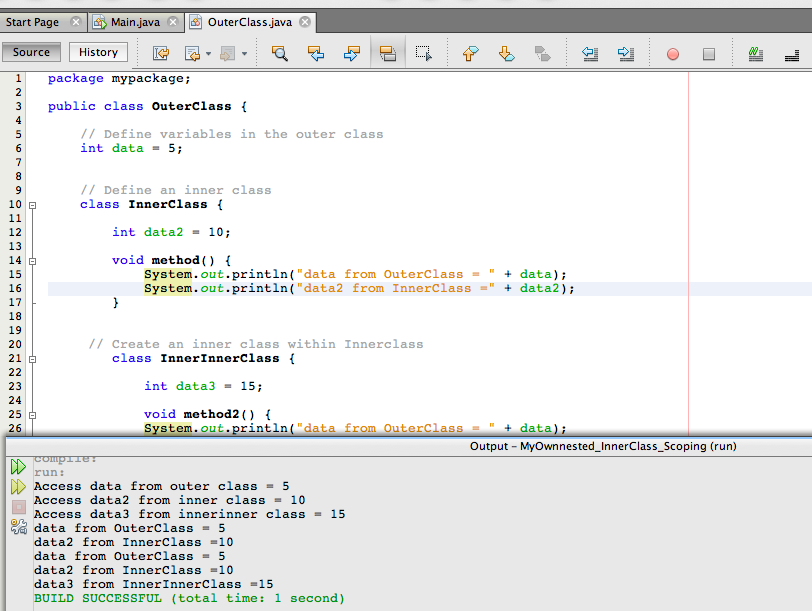 Start Page
Main.java
OuterClass.java
Source
History
1 package mypackage;
2
3 public class OuterClass {
4
5 // Define variables in the outer class
6 int data = 5;
7
8
9 // Define an inner class
10 class InnerClass {
11
12 int data2 = 10;
13
14 void method() {
15 System.out.println("data from OuterClass = " + data);
16 System.out.println("data2 from InnerClass =" + data2);
17 }
18
19
20 // Create an inner class within Innerclass
21 class InnerInnerClass {
22
23 int data3 = 15;
24
25 void method2() {
26 System.out.println("data from OuterClass = " + data);
Output – MyOwnnested_InnerClass_Scoping (run)
compile:
run:
Access data from outer class = 5
Access data2 from inner class = 10
Access data3 from innerinner class = 15
data from OuterClass = 5
data2 from InnerClass =10
data from OuterClass = 5
data2 from InnerClass =10
data3 from InnerInnerClass =15
BUILD SUCCESSFUL (total time: 1 second)